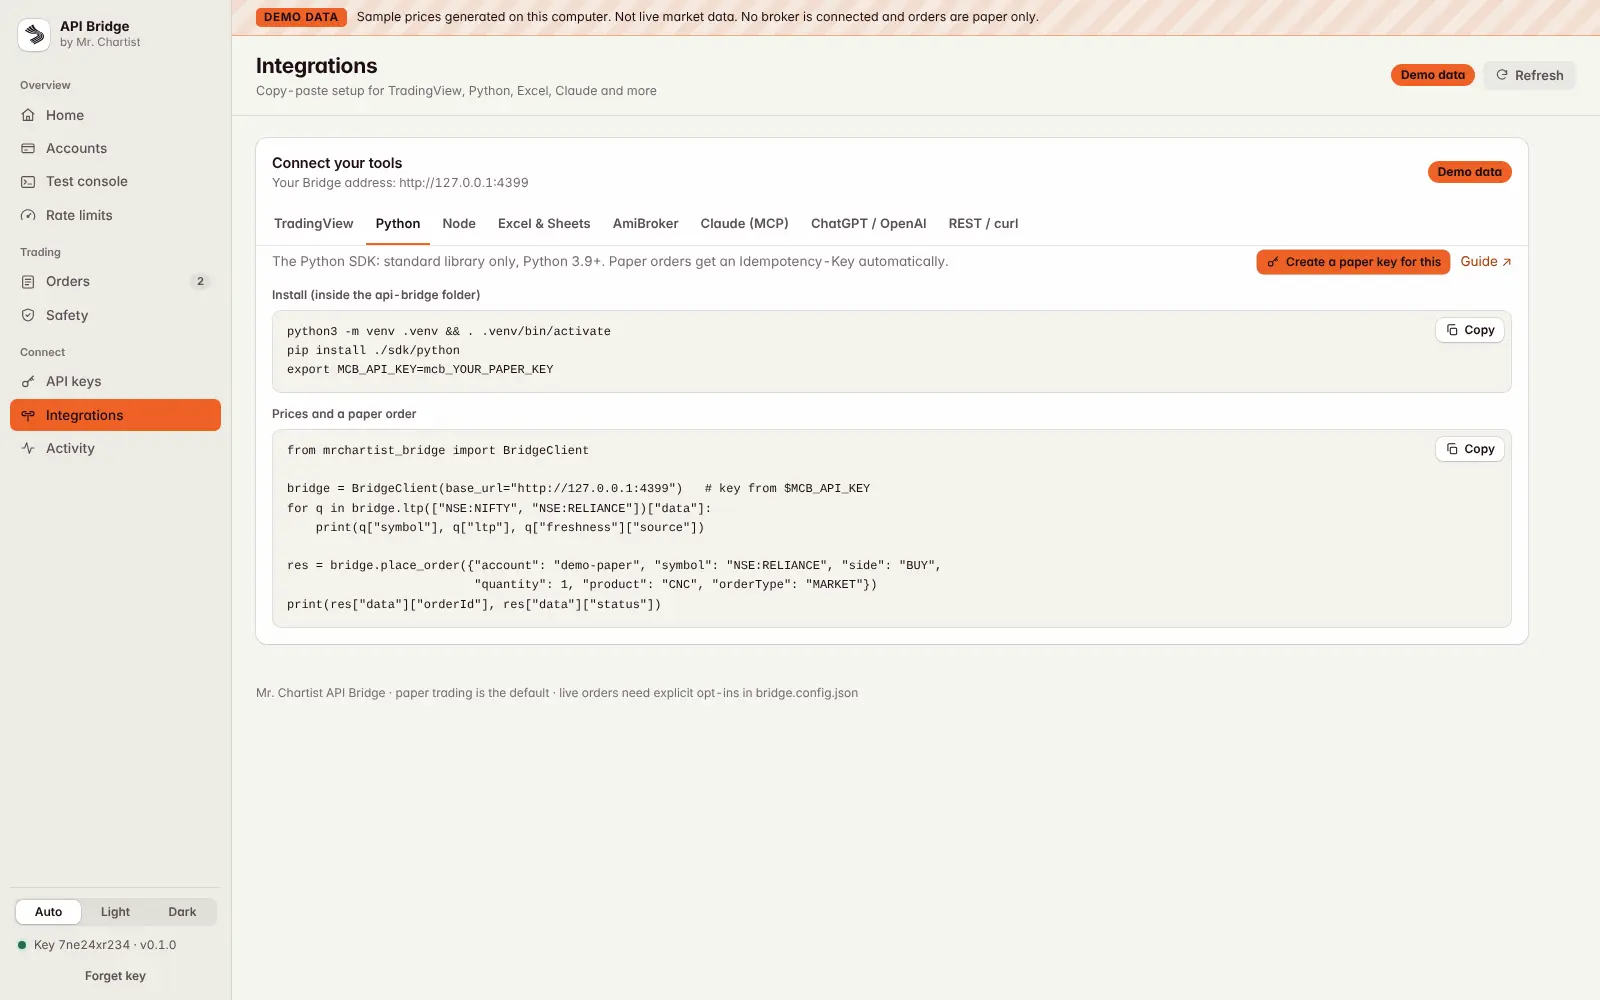 API Bridge
by Mr. Chartist
Overview
Home
Accounts
Test console
Rate limits
Trading
Orders 2
Safety
Connect
API keys
Integrations
Activity
Auto Light Dark
Key 7ne24xr234 · v0.1.0
Forget key
DEMO DATA Sample prices generated on this computer. Not live market data. No broker is connected and orders are paper only.
Integrations
Copy-paste setup for TradingView, Python, Excel, Claude and more
Demo data Refresh
Connect your tools
Your Bridge address: http://127.0.0.1:4399
Demo data
TradingView Python Node Excel & Sheets AmiBroker Claude (MCP) ChatGPT / OpenAI REST / curl
The Python SDK: standard library only, Python 3.9+. Paper orders get an Idempotency-Key automatically.
Create a paper key for this Guide ↗
Install (inside the api-bridge folder)
python3 -m venv .venv && . .venv/bin/activate
pip install ./sdk/python
export MCB_API_KEY=mcb_YOUR_PAPER_KEY
Copy
Prices and a paper order
from mrchartist_bridge import BridgeClient
Copy
bridge = BridgeClient(base_url="http://127.0.0.1:4399")   # key from $MCB_API_KEY
for q in bridge.ltp(["NSE:NIFTY", "NSE:RELIANCE"])["data"]:
    print(q["symbol"], q["ltp"], q["freshness"]["source"])
res = bridge.place_order({"account": "demo-paper", "symbol": "NSE:RELIANCE", "side": "BUY",
                          "quantity": 1, "product": "CNC", "orderType": "MARKET"})
print(res["data"]["orderId"], res["data"]["status"])
Mr. Chartist API Bridge · paper trading is the default · live orders need explicit opt-ins in bridge.config.json